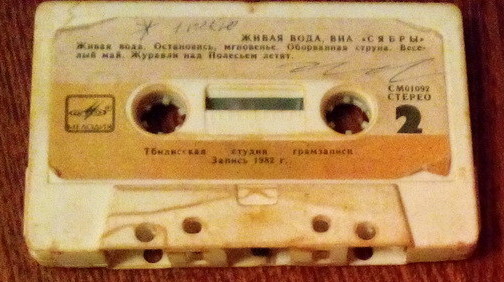 ЖИВАЯ ВОДА, ВИА «СЯБРЫ»
Живая вода. Остановись, мгновенье. Оборванная струна. Весе-
лый май. Журавли над Полесьем летят.
СМ01092
СТЕРЕО
МЕЛОДИЯ
2
Тбилисская студия грамзаписи.
Запись 1982 г.